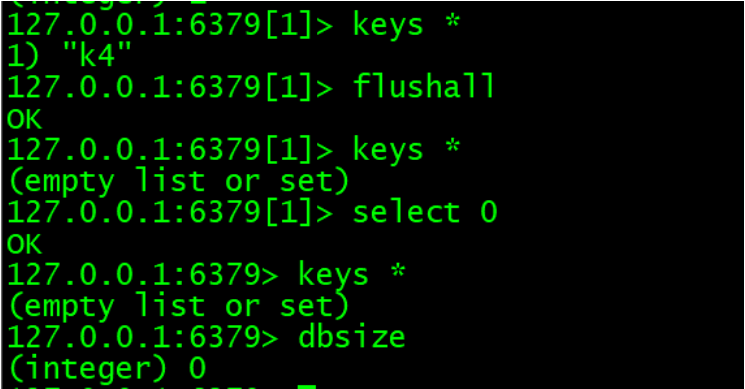 127.0.0.1:6379[1]> keys *
1) "k4"
127.0.0.1:6379[1]> flushall
OK
127.0.0.1:6379[1]> keys *
(empty list or set)
127.0.0.1:6379[1]> select 0
OK
127.0.0.1:6379> keys *
(empty list or set)
127.0.0.1:6379> dbsize
(integer) 0